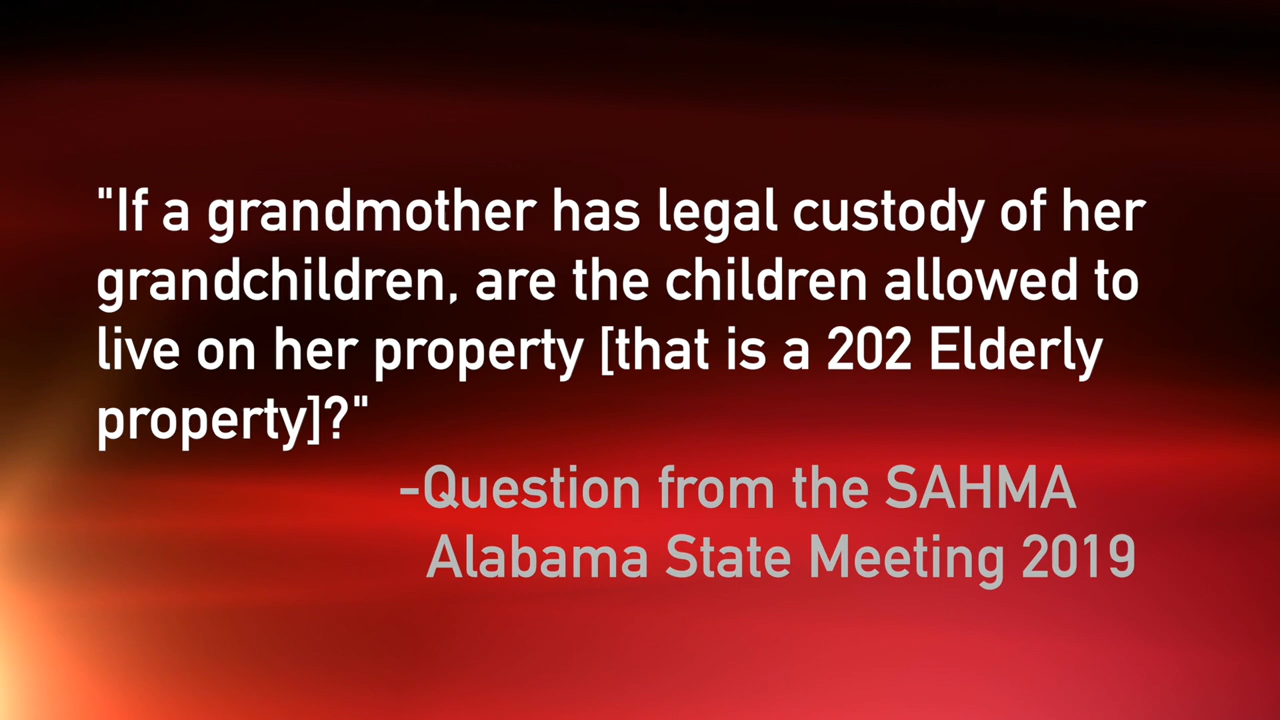 "If a grandmother has legal custody of her
grandchildren, are the children allowed to
live on her property [that is a 202 Elderly
property]?"
-Question from the SAHMA
Alabama State Meeting 2019